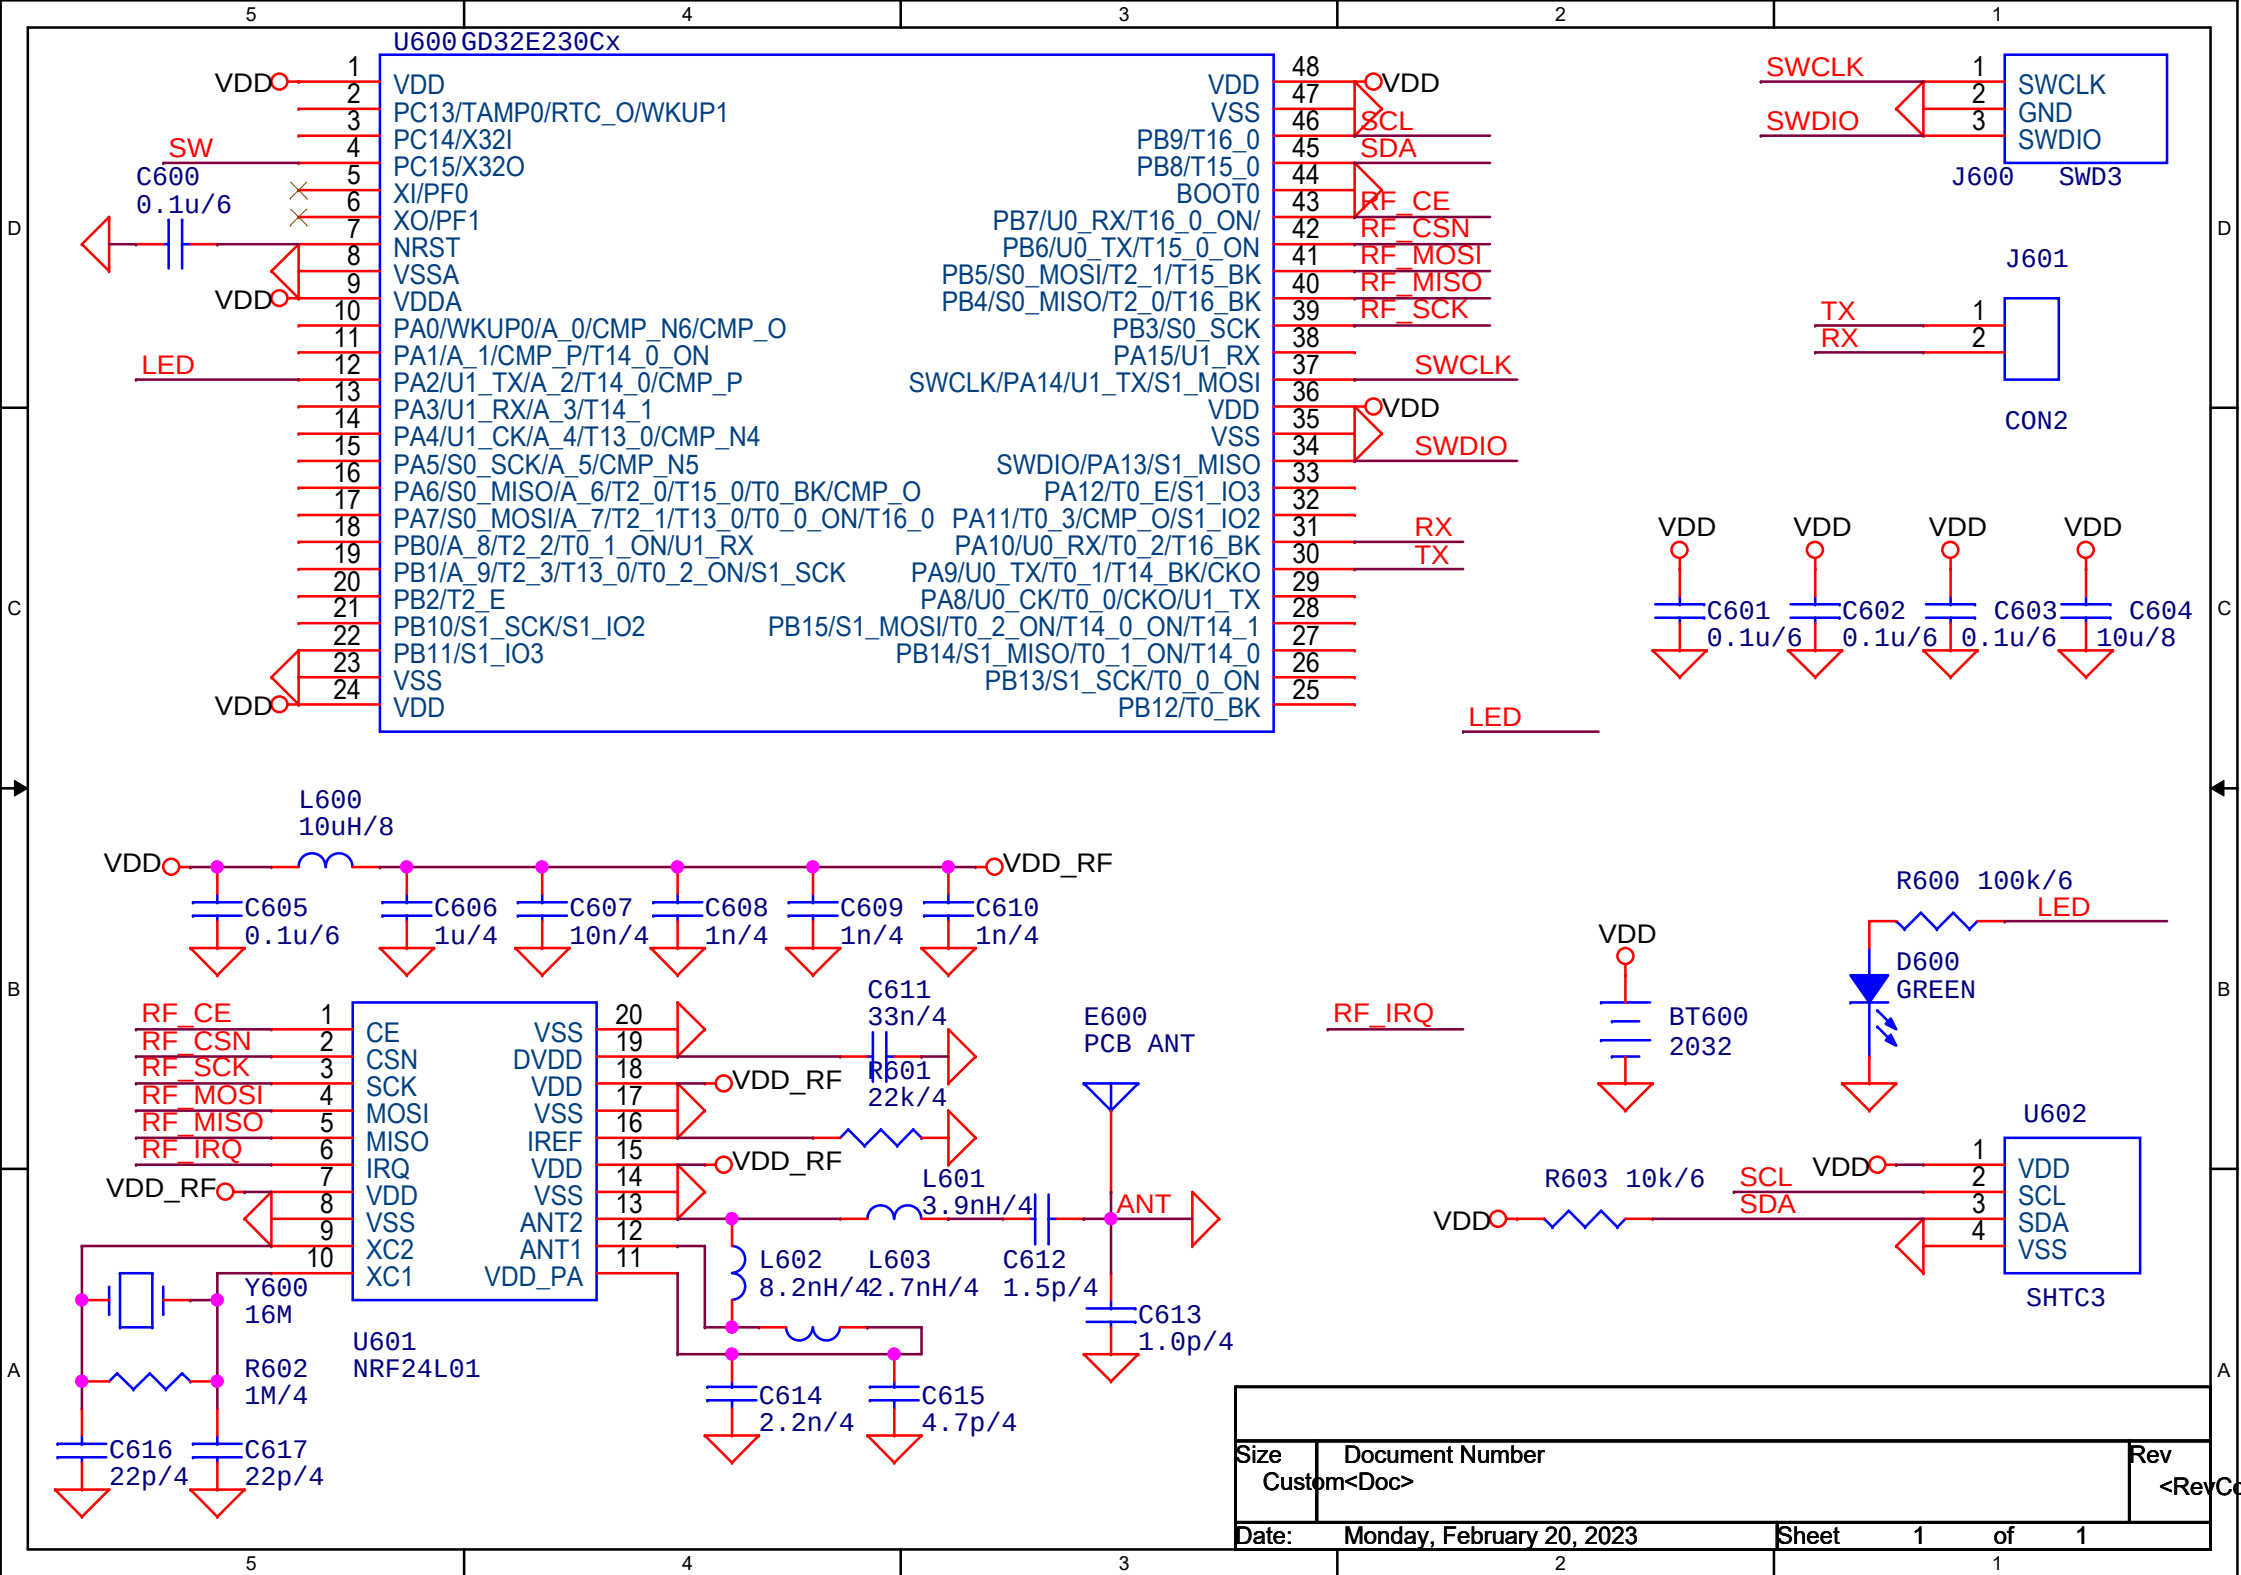 5 4 3 2 1
U600 GD32E230Cx
VDD 1 VDD
2 PC13/TAMP0/RTC_O/WKUP1
3 PC14/X32I
SW 4 PC15/X32O
5 XI/PF0
6 XO/PF1
7 NRST
8 VSSA
VDD 9 VDDA
10 PA0/WKUP0/A_0/CMP_N6/CMP_O
11 PA1/A_1/CMP_P/T14_0_ON
LED 12 PA2/U1_TX/A_2/T14_0/CMP_P
13 PA3/U1_RX/A_3/T14_1
14 PA4/U1_CK/A_4/T13_0/CMP_N4
15 PA5/S0_SCK/A_5/CMP_N5
16 PA6/S0_MISO/A_6/T2_0/T15_0/T0_BK/CMP_O
17 PA7/S0_MOSI/A_7/T2_1/T13_0/T0_0_ON/T16_0
18 PB0/A_8/T2_2/T0_1_ON/U1_RX
19 PB1/A_9/T2_3/T13_0/T0_2_ON/S1_SCK
20 PB2/T2_E
21 PB10/S1_SCK/S1_IO2
22 PB11/S1_IO3
23 VSS
VDD 24 VDD
C600
0.1u/6
VDD 48 VDD
VSS 47
PB9/T16_0 46 SCL
PB8/T15_0 45 SDA
BOOT0 44
PB7/U0_RX/T16_0_ON/ 43 RF_CE
PB6/U0_TX/T15_0_ON 42 RF_CSN
PB5/S0_MOSI/T2_1/T15_BK 41 RF_MOSI
PB4/S0_MISO/T2_0/T16_BK 40 RF_MISO
PB3/S0_SCK 39 RF_SCK
PA15/U1_RX 38
SWCLK/PA14/U1_TX/S1_MOSI 37 SWCLK
VDD 36 VDD
VSS 35
SWDIO/PA13/S1_MISO 34 SWDIO
PA12/T0_E/S1_IO3 33
PA11/T0_3/CMP_O/S1_IO2 32
PA10/U0_RX/T0_2/T16_BK 31 RX
PA9/U0_TX/T0_1/T14_BK/CKO 30 TX
PA8/U0_CK/T0_0/CKO/U1_TX 29
PB15/S1_MOSI/T0_2_ON/T14_0_ON/T14_1 28
PB14/S1_MISO/T0_1_ON/T14_0 27
PB13/S1_SCK/T0_0_ON 26
PB12/T0_BK 25
LED
SWCLK 1 SWCLK
2 GND
SWDIO 3 SWDIO
J600 SWD3
J601
TX 1
RX 2
CON2
VDD VDD VDD VDD
C601 C602 C603 C604
0.1u/6 0.1u/6 0.1u/6 10u/8
D D
C C
B B
A A
L600
10uH/8
VDD VDD_RF
C605 C606 C607 C608 C609 C610
0.1u/6 1u/4 10n/4 1n/4 1n/4 1n/4
RF_CE 1 CE
RF_CSN 2 CSN
RF_SCK 3 SCK
RF_MOSI 4 MOSI
RF_MISO 5 MISO
RF_IRQ 6 IRQ
VDD_RF 7 VDD
8 VSS
9 XC2
10 XC1
VSS 20
DVDD 19
VDD 18 VDD_RF
VSS 17
IREF 16
VDD 15 VDD_RF
VSS 14
ANT2 13
ANT1 12
VDD_PA 11
U601
NRF24L01
C611
33n/4
R601
22k/4
E600
PCB ANT
L601
3.9nH/4
ANT
L602 L603 C612
8.2nH/4 2.7nH/4 1.5p/4
C613
1.0p/4
C614 C615
2.2n/4 4.7p/4
Y600
16M
R602
1M/4
C616 C617
22p/4 22p/4
RF_IRQ
VDD
BT600
2032
R600 100k/6
LED
D600
GREEN
U602
VDD 1 VDD
SCL 2 SCL
SDA 3 SDA
4 VSS
SHTC3
R603 10k/6
VDD
Size Document Number Rev
Custom <Doc> <RevCo
Date: Monday, February 20, 2023 Sheet 1 of 1
5 4 3 2 1